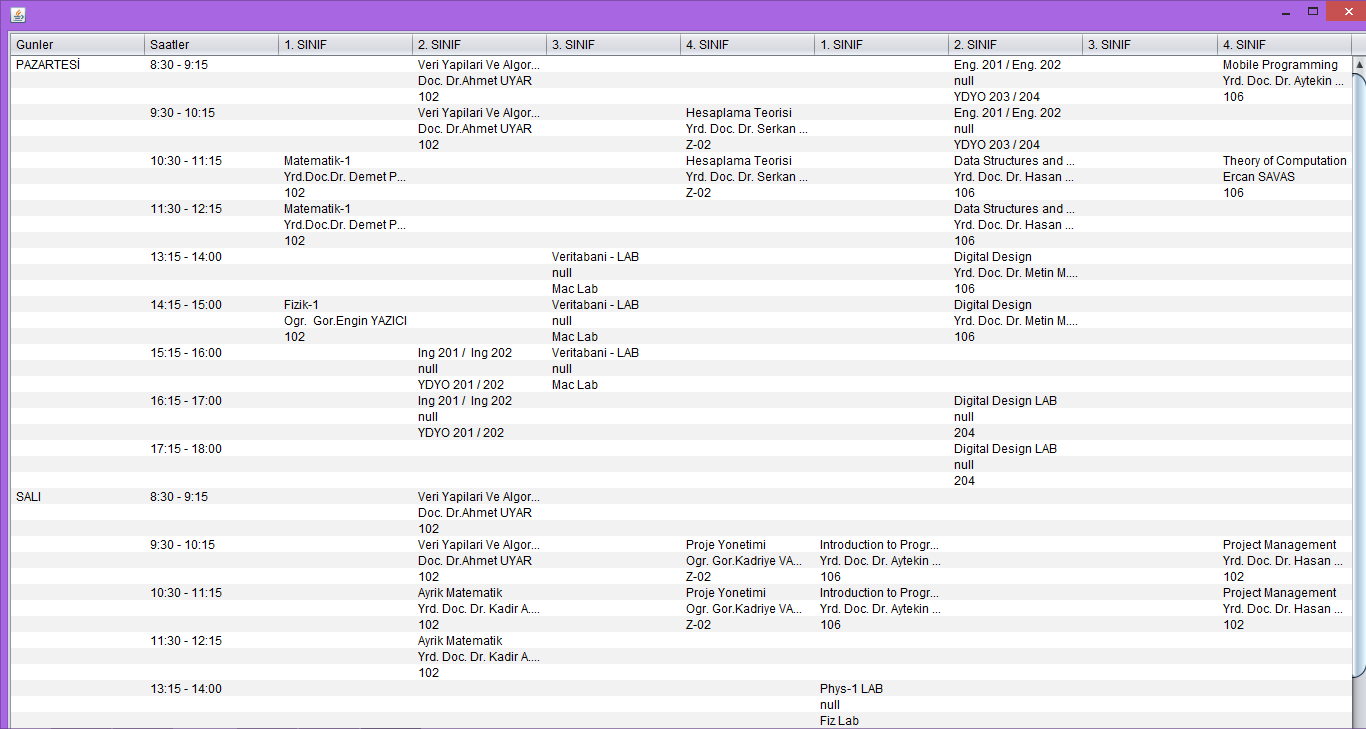 Gunler Saatler 1. SINIF 2. SINIF 3. SINIF 4. SINIF 1. SINIF 2. SINIF 3. SINIF 4. SINIF
PAZARTESİ 8:30 - 9:15 Veri Yapilari Ve Algor... Eng. 201 / Eng. 202 Mobile Programming
Doc. Dr.Ahmet UYAR null Yrd. Doc. Dr. Aytekin ...
102 YDYO 203 / 204 106
9:30 - 10:15 Veri Yapilari Ve Algor... Hesaplama Teorisi Eng. 201 / Eng. 202
Doc. Dr.Ahmet UYAR Yrd. Doc. Dr. Serkan ... null
102 Z-02 YDYO 203 / 204
10:30 - 11:15 Matematik-1 Hesaplama Teorisi Data Structures and ... Theory of Computation
Yrd.Doc.Dr. Demet P... Yrd. Doc. Dr. Serkan ... Yrd. Doc. Dr. Hasan ... Ercan SAVAS
102 Z-02 106 106
11:30 - 12:15 Matematik-1 Data Structures and ...
Yrd.Doc.Dr. Demet P... Yrd. Doc. Dr. Hasan ...
102 106
13:15 - 14:00 Veritabani - LAB Digital Design
null Yrd. Doc. Dr. Metin M....
Mac Lab 106
14:15 - 15:00 Fizik-1 Veritabani - LAB Digital Design
Ogr.  Gor.Engin YAZICI null Yrd. Doc. Dr. Metin M....
102 Mac Lab 106
15:15 - 16:00 Ing 201 /  Ing 202 Veritabani - LAB
null null
YDYO 201 / 202 Mac Lab
16:15 - 17:00 Ing 201 /  Ing 202 Digital Design LAB
null null
YDYO 201 / 202 204
17:15 - 18:00 Digital Design LAB
null
204
SALI 8:30 - 9:15 Veri Yapilari Ve Algor...
Doc. Dr.Ahmet UYAR
102
9:30 - 10:15 Veri Yapilari Ve Algor... Proje Yonetimi Introduction to Progr... Project Management
Doc. Dr.Ahmet UYAR Ogr. Gor.Kadriye VA... Yrd. Doc. Dr. Aytekin ... Yrd. Doc. Dr. Hasan ...
102 Z-02 106 102
10:30 - 11:15 Ayrik Matematik Proje Yonetimi Introduction to Progr... Project Management
Yrd. Doc. Dr. Kadir A.... Ogr. Gor.Kadriye VA... Yrd. Doc. Dr. Aytekin ... Yrd. Doc. Dr. Hasan ...
102 Z-02 106 102
11:30 - 12:15 Ayrik Matematik
Yrd. Doc. Dr. Kadir A....
102
13:15 - 14:00 Phys-1 LAB
null
Fiz Lab